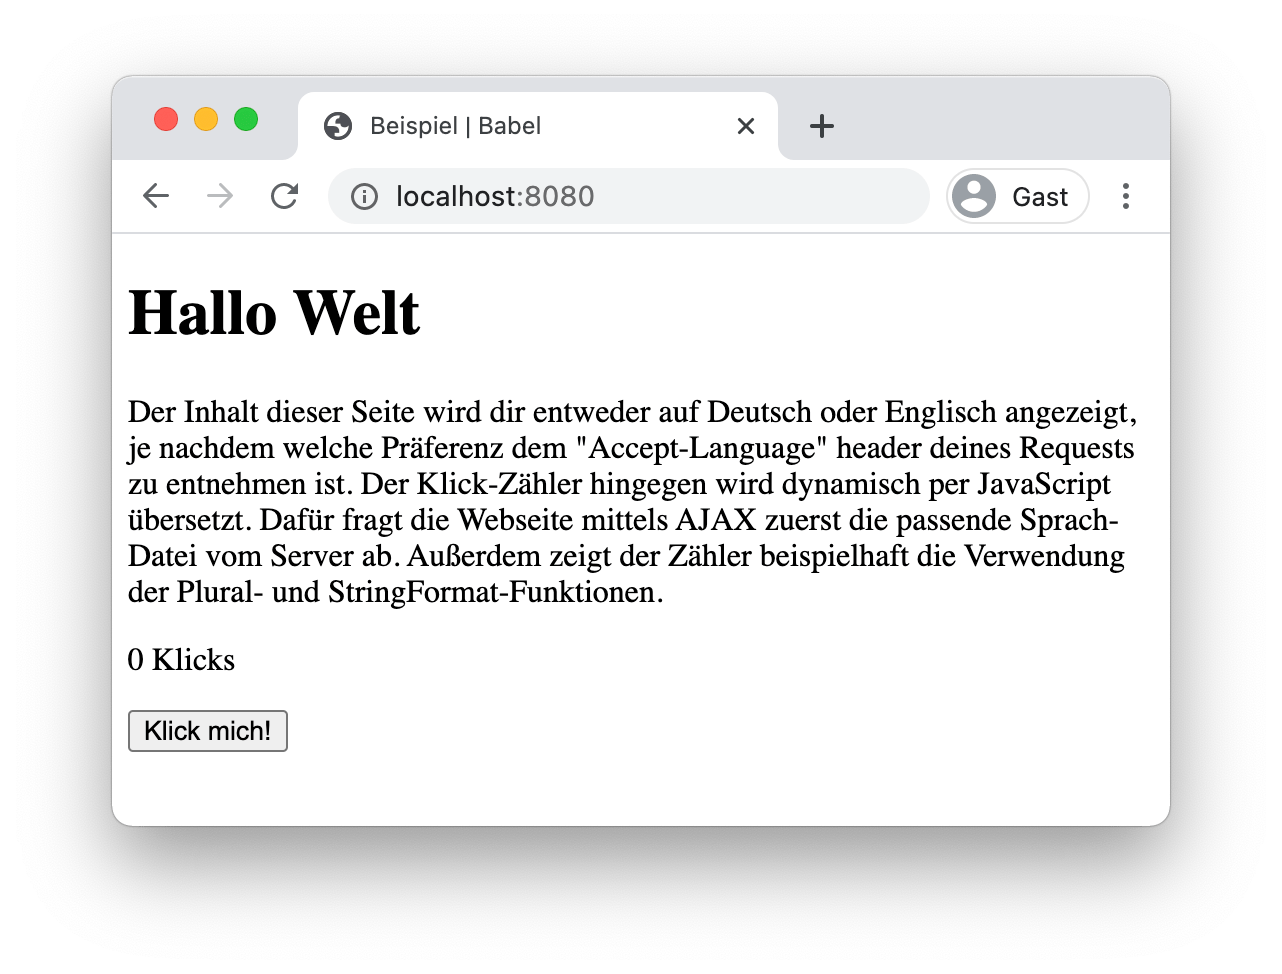 Beispiel | Babel
localhost:8080
Gast
Hallo Welt
Der Inhalt dieser Seite wird dir entweder auf Deutsch oder Englisch angezeigt,
je nachdem welche Präferenz dem "Accept-Language" header deines Requests
zu entnehmen ist. Der Klick-Zähler hingegen wird dynamisch per JavaScript
übersetzt. Dafür fragt die Webseite mittels AJAX zuerst die passende Sprach-
Datei vom Server ab. Außerdem zeigt der Zähler beispielhaft die Verwendung
der Plural- und StringFormat-Funktionen.
0 Klicks
Klick mich!